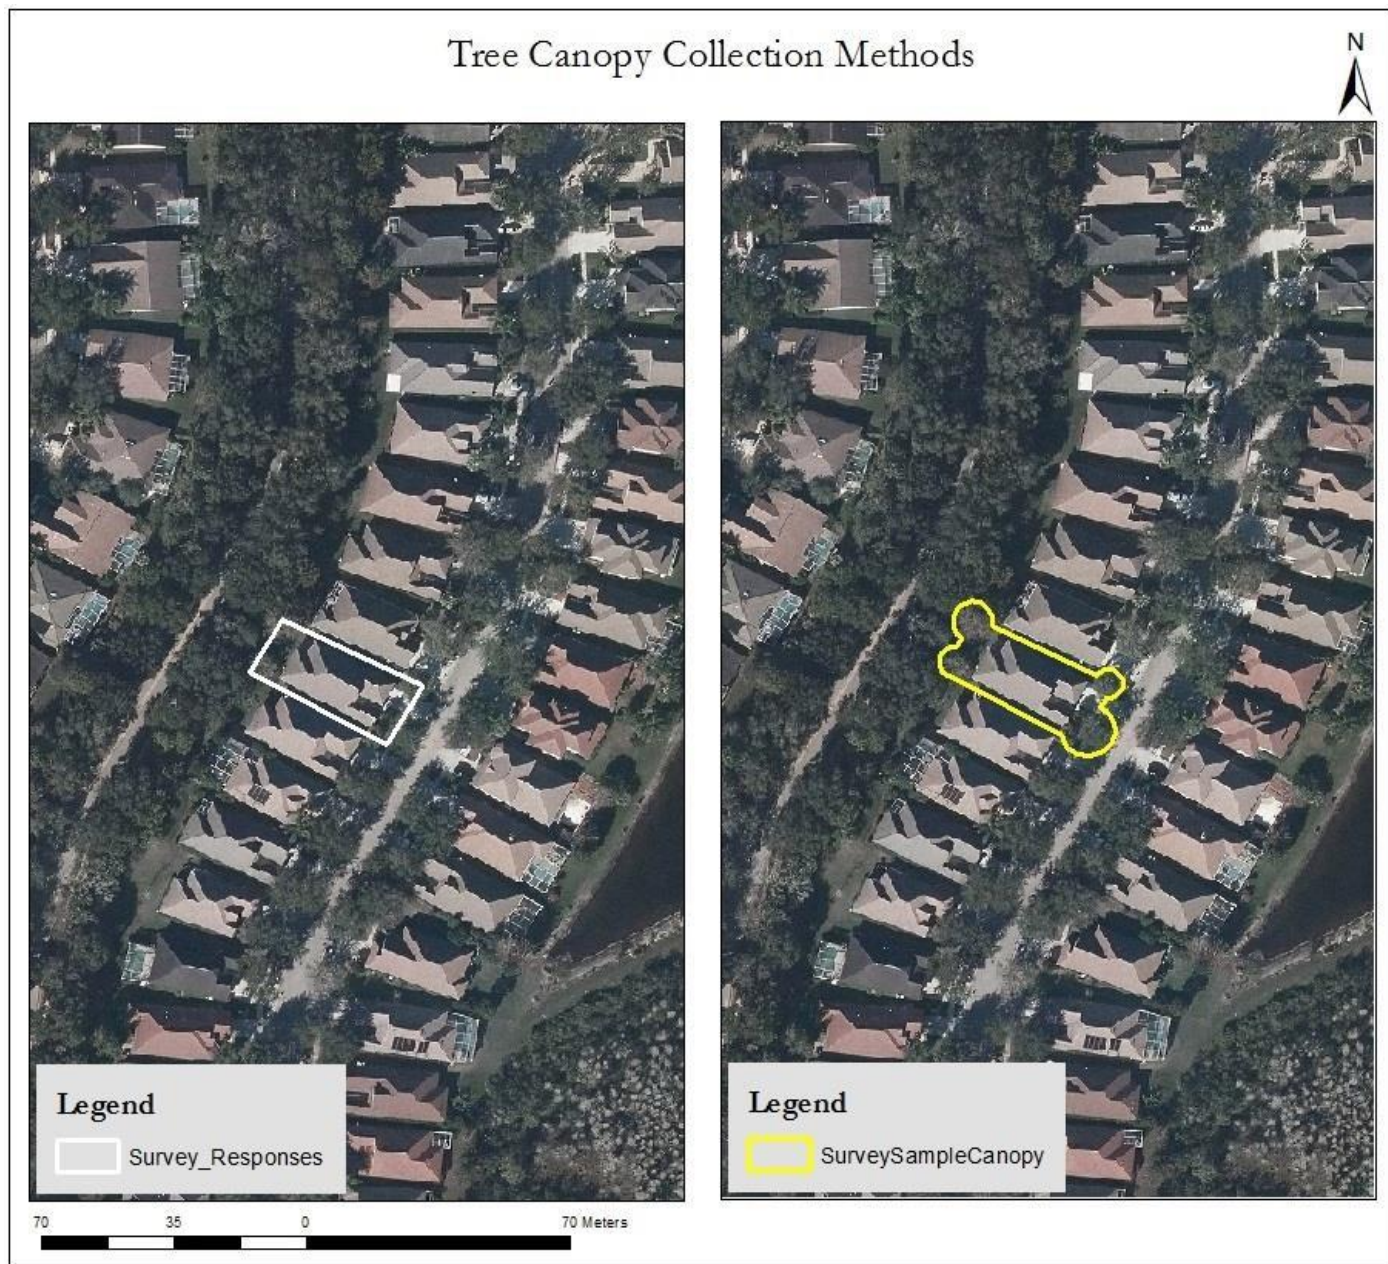 Tree Canopy Collection Methods
N
Legend
Survey_Responses
Legend
SurveySampleCanopy
70 35 0 70 Meters